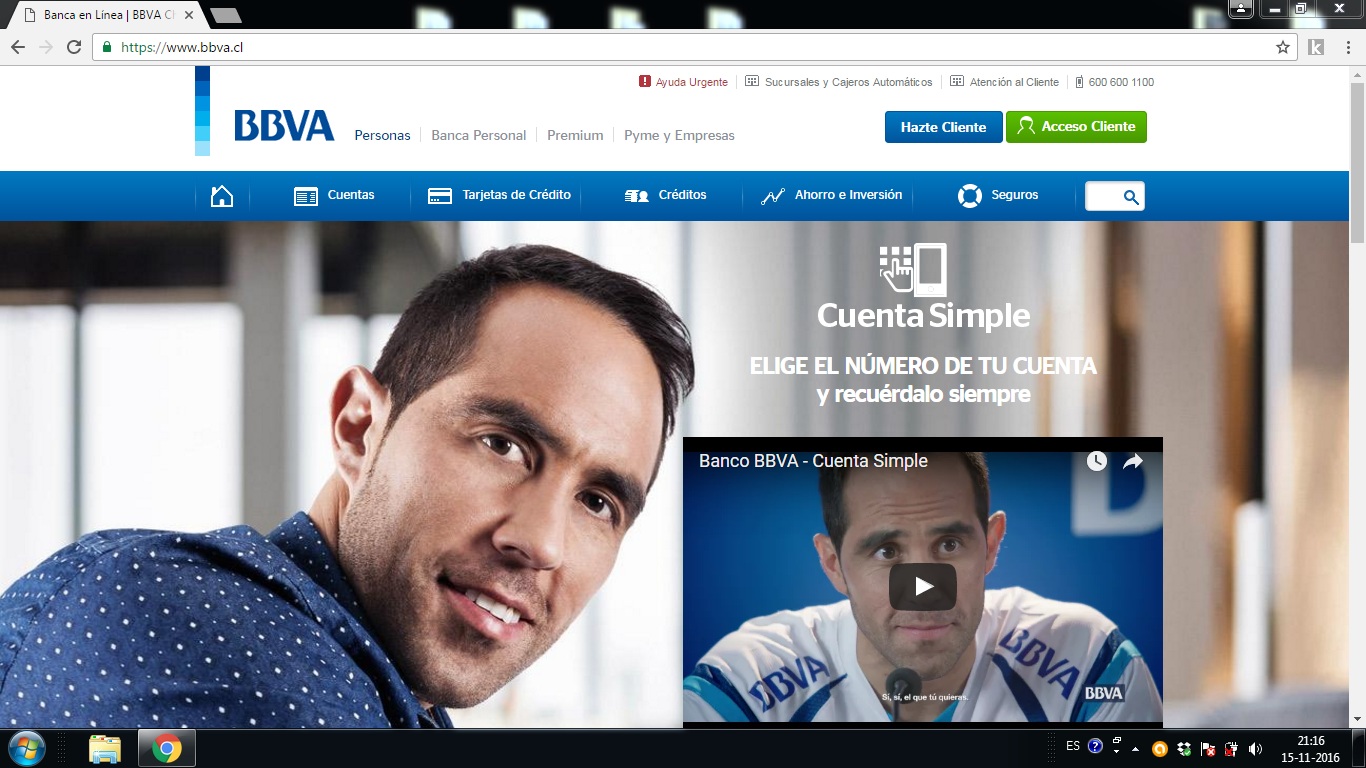 Banca en Línea | BBVA C
https://www.bbva.cl
Ayuda Urgente
Sucursales y Cajeros Automáticos
Atención al Cliente
600 600 1100
BBVA
Personas
Banca Personal
Premium
Pyme y Empresas
Hazte Cliente
Acceso Cliente
Cuentas
Tarjetas de Crédito
Créditos
Ahorro e Inversión
Seguros
Cuenta Simple
ELIGE EL NÚMERO DE TU CUENTA
y recuérdalo siempre
Banco BBVA - Cuenta Simple
BBVA
BBVA
Sí, sí, el que tú quieras.
BBVA
ES
21:16
15-11-2016